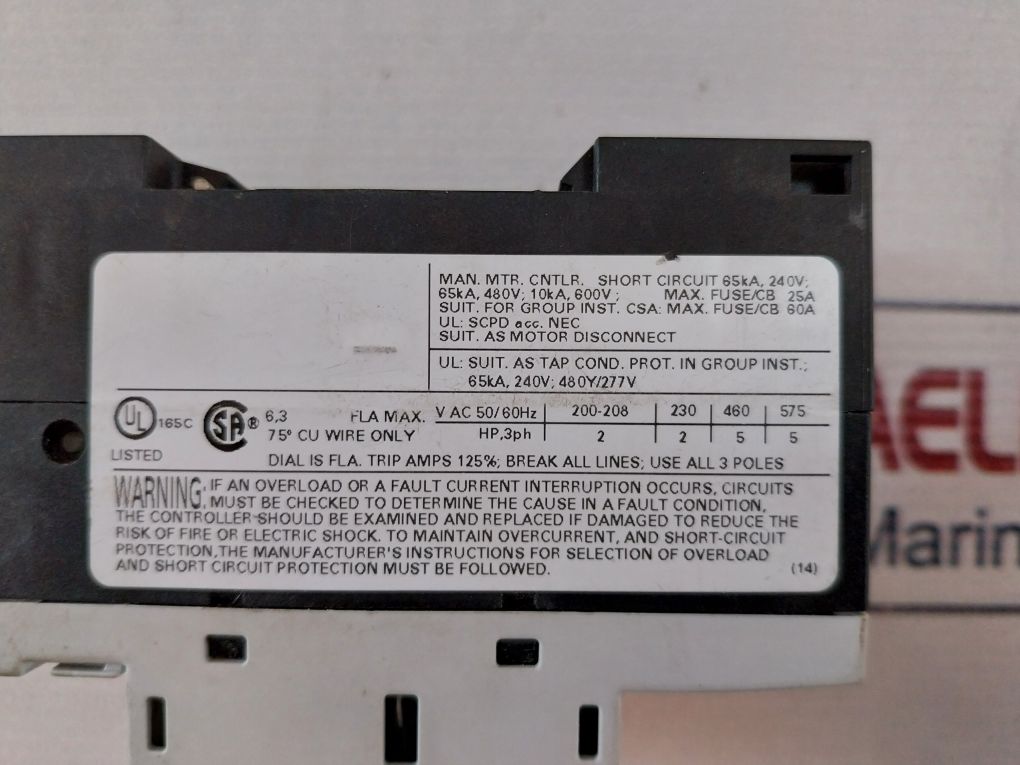 MAN. MTR. CNTLR. SHORT CIRCUIT 65kA, 240V;
65kA, 480V; 10kA, 600V; MAX. FUSE/CB 25A
SUIT. FOR GROUP INST. CSA: MAX. FUSE/CB 60A
UL: SCPD acc. NEC
SUIT. AS MOTOR DISCONNECT
UL: SUIT. AS TAP COND. PROT. IN GROUP INST.;
65kA, 240V; 480Y/277V
UL 165C SA ® 6,3 FLA MAX. V AC 50/60Hz 200-208 230 460 575
75° CU WIRE ONLY HP,3ph 2 2 5 5
LISTED DIAL IS FLA. TRIP AMPS 125%; BREAK ALL LINES; USE ALL 3 POLES
WARNING: IF AN OVERLOAD OR A FAULT CURRENT INTERRUPTION OCCURS, CIRCUITS
MUST BE CHECKED TO DETERMINE THE CAUSE IN A FAULT CONDITION,
THE CONTROLLER SHOULD BE EXAMINED AND REPLACED IF DAMAGED TO REDUCE THE
RISK OF FIRE OR ELECTRIC SHOCK. TO MAINTAIN OVERCURRENT, AND SHORT-CIRCUIT
PROTECTION, THE MANUFACTURER'S INSTRUCTIONS FOR SELECTION OF OVERLOAD
AND SHORT CIRCUIT PROTECTION MUST BE FOLLOWED. (14)
AEL
Marin